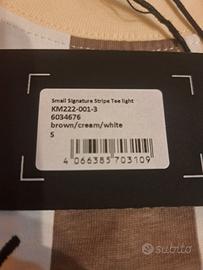 Small Signature Stripe Tee light
KM222-001-3
6034676
brown/cream/white
S
4 066385 703109
subito